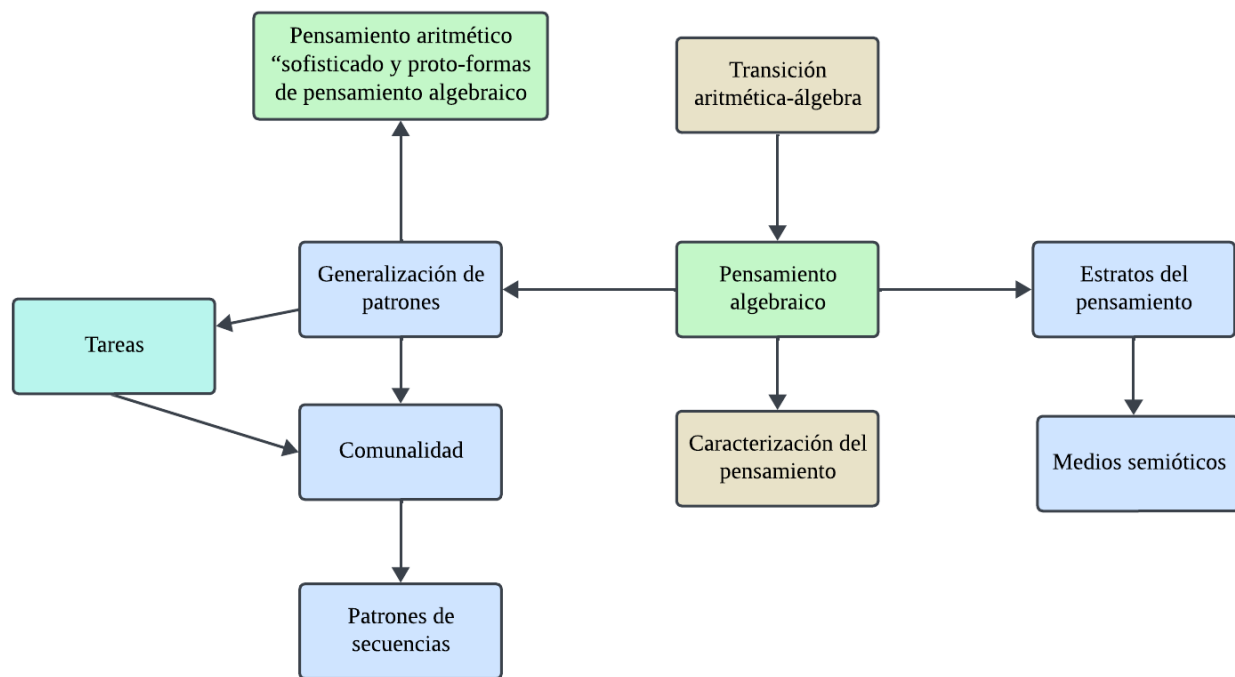 Pensamiento aritmético
“sofisticado y proto-formas
de pensamiento algebraico
Transición
aritmética-álgebra
Generalización de
patrones
Pensamiento
algebraico
Estratos del
pensamiento
Tareas
Comunalidad
Caracterización del
pensamiento
Medios semióticos
Patrones de
secuencias